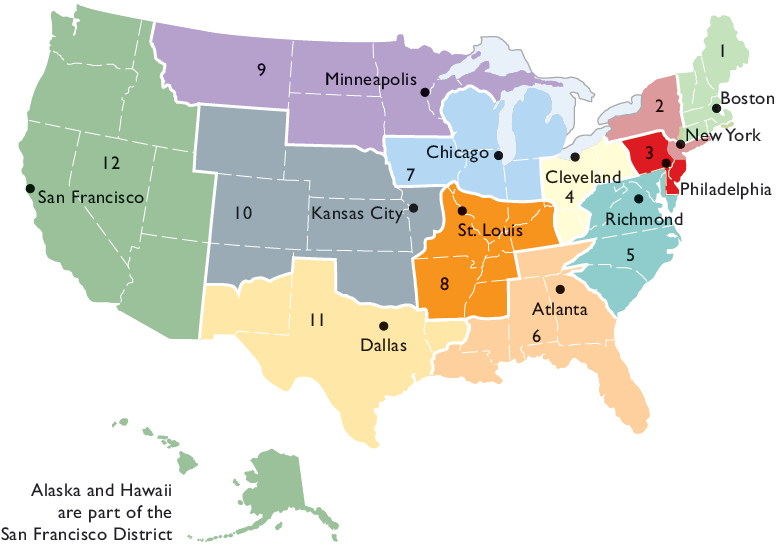 1
9
Minneapolis
2
Boston
New York
Chicago
3
12
Cleveland
7
4
Philadelphia
San Francisco
10
Kansas City
Richmond
St. Louis
5
8
Atlanta
11
6
Dallas
Alaska and Hawaii
are part of the
San Francisco District